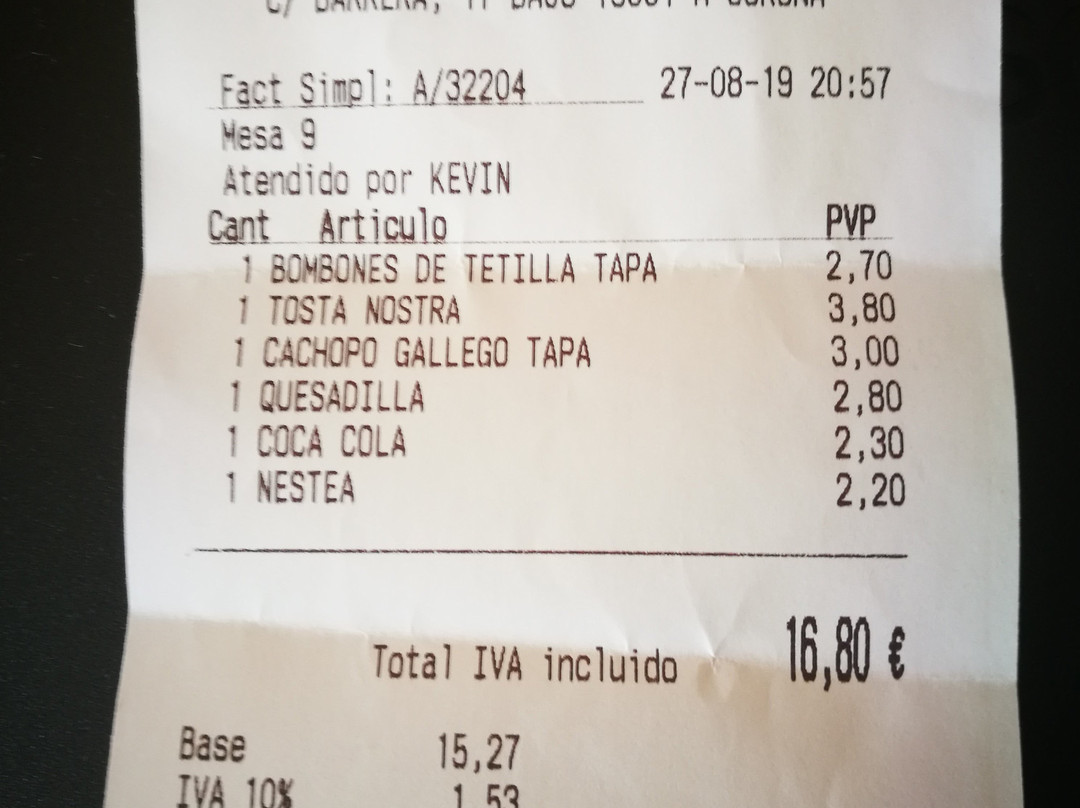 Fact Simpl: A/32204 27-08-19 20:57
Mesa 9
Atendido por KEVIN
Cant Articulo PVP
1 BOMBONES DE TETILLA TAPA 2,70
1 TOSTA NOSTRA 3,80
1 CACHOPO GALLEGO TAPA 3,00
1 QUESADILLA 2,80
1 COCA COLA 2,30
1 NESTEA 2,20
Total IVA incluido 16,80 €
Base 15,27
IVA 10% 1,53